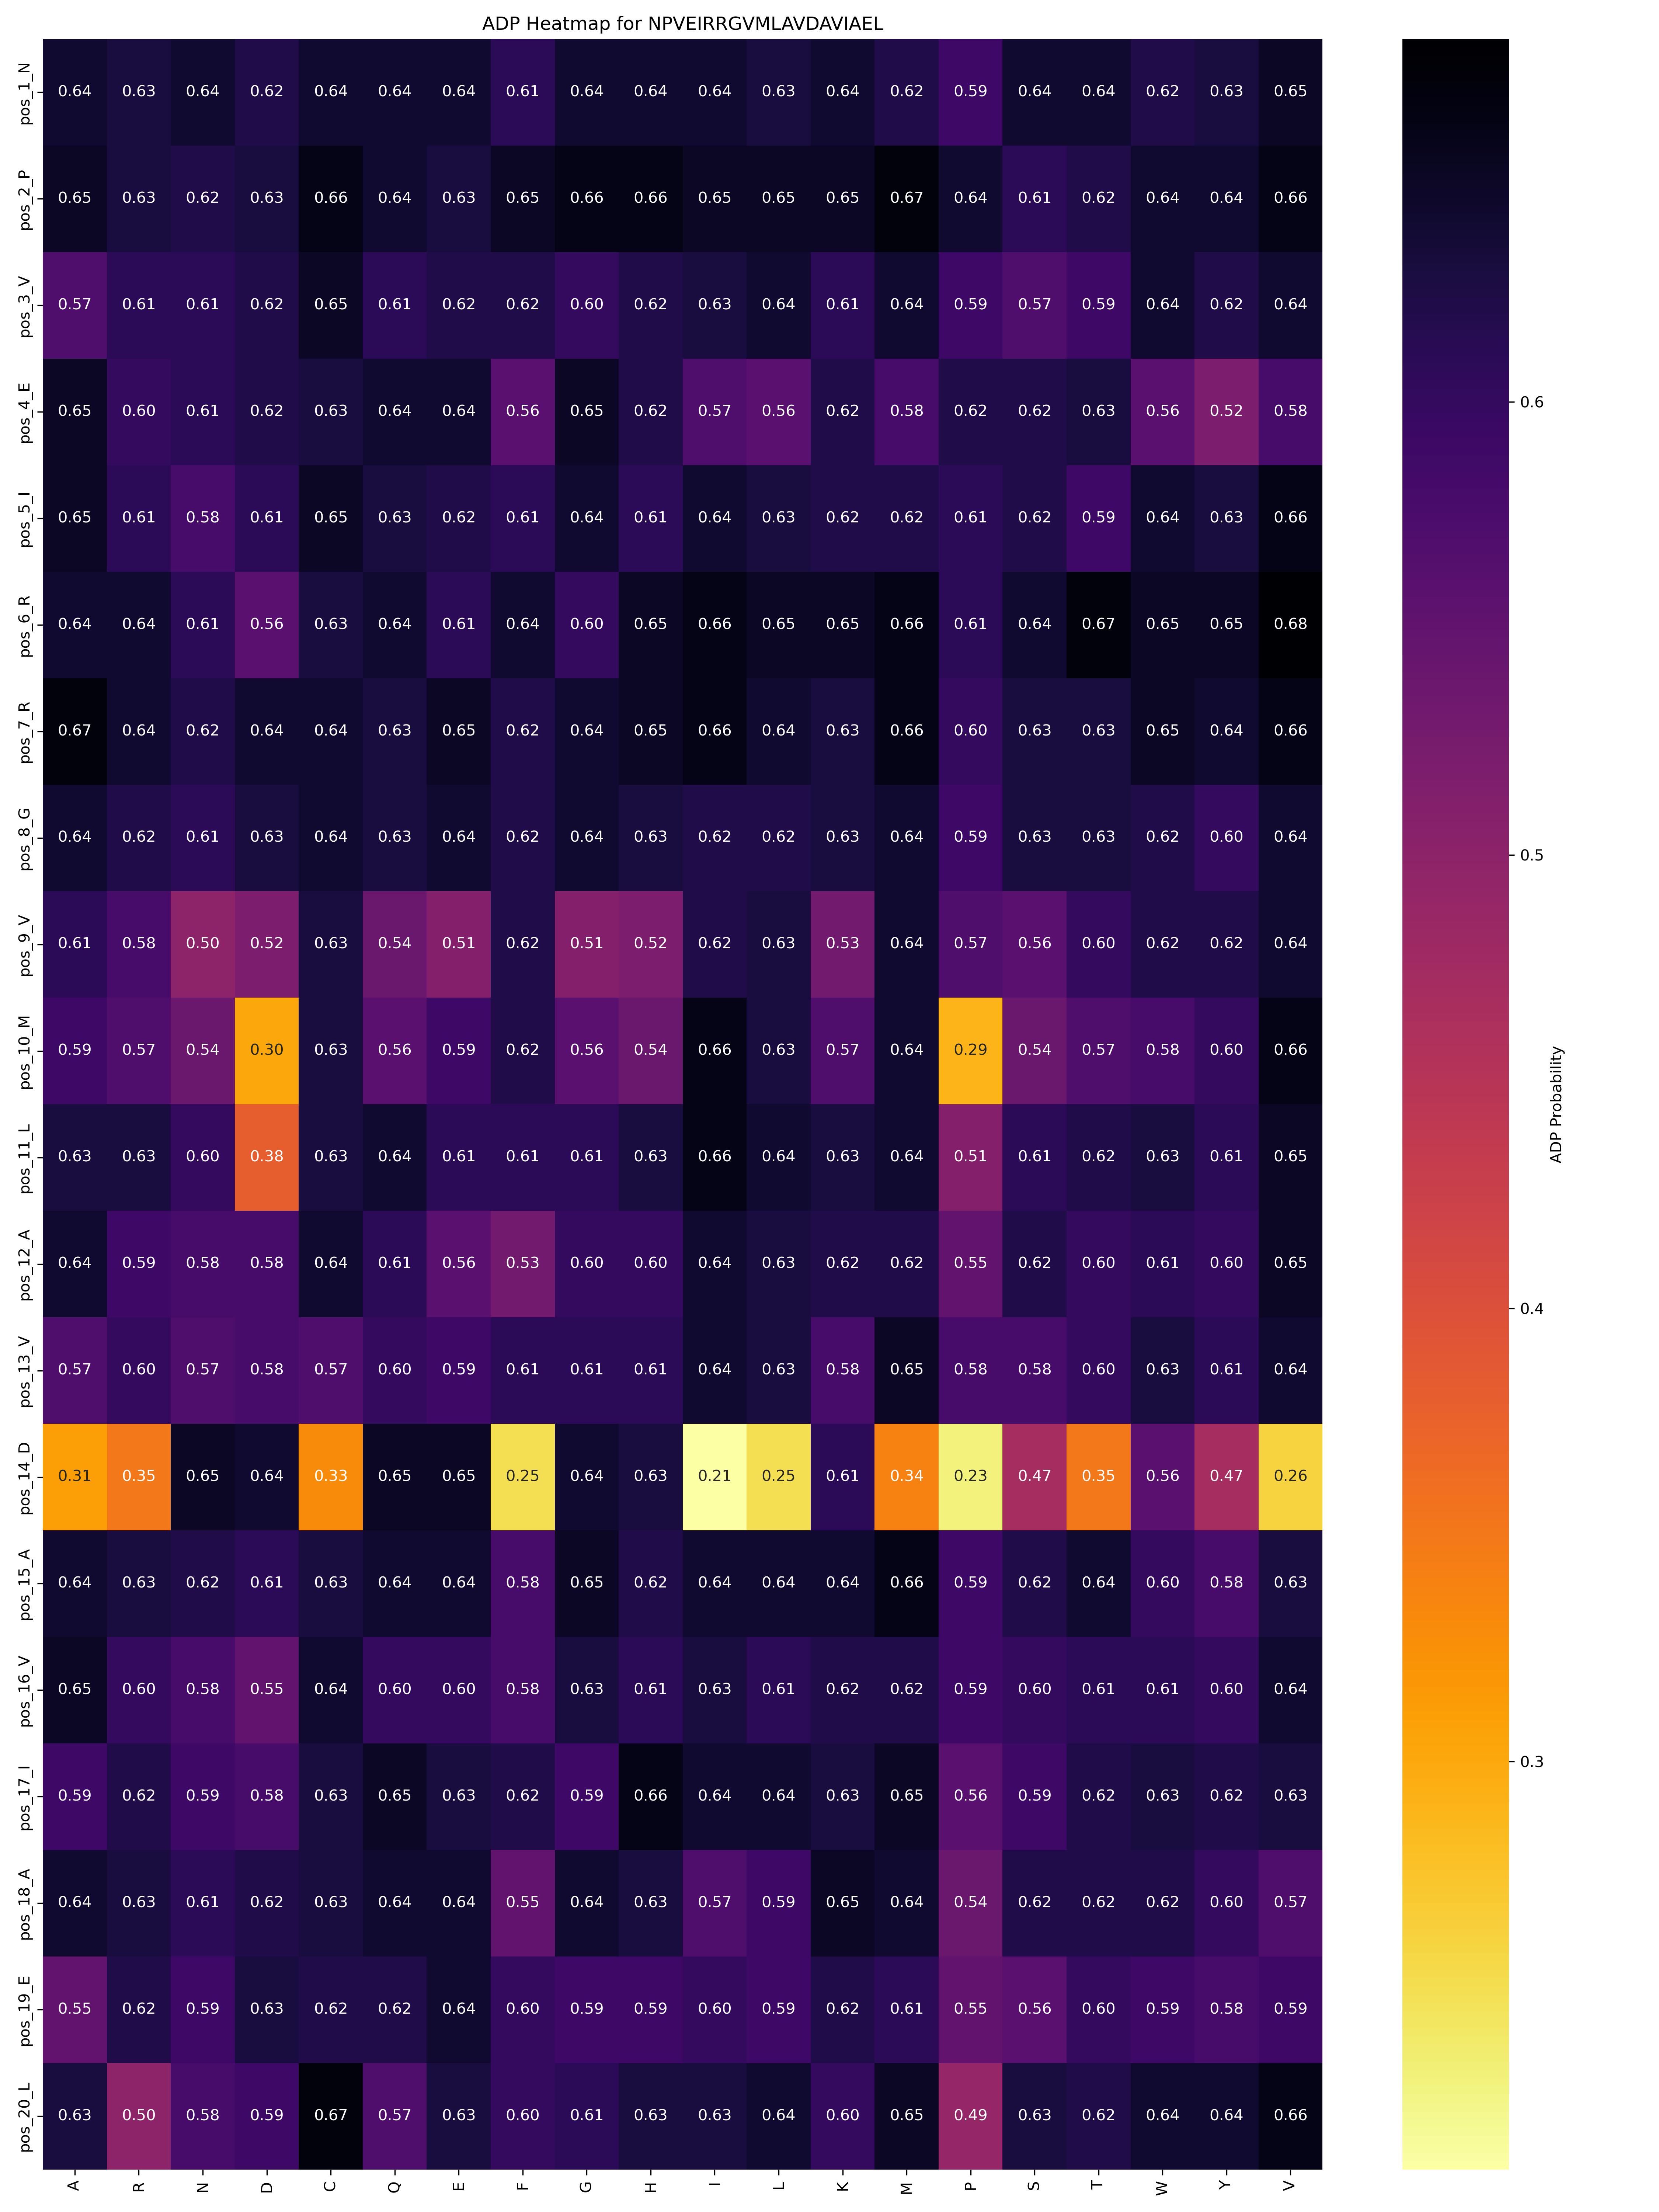 ADP Heatmap for NPVEIRRGVMLAVDAVIAEL
pos_1_N 0.64 0.63 0.64 0.62 0.64 0.64 0.64 0.61 0.64 0.64 0.64 0.63 0.64 0.62 0.59 0.64 0.64 0.62 0.63 0.65
pos_2_P 0.65 0.63 0.62 0.63 0.66 0.64 0.63 0.65 0.66 0.66 0.65 0.65 0.65 0.67 0.64 0.61 0.62 0.64 0.64 0.66
pos_3_V 0.57 0.61 0.61 0.62 0.65 0.61 0.62 0.62 0.60 0.62 0.63 0.64 0.61 0.64 0.59 0.57 0.59 0.64 0.62 0.64
pos_4_E 0.65 0.60 0.61 0.62 0.63 0.64 0.64 0.56 0.65 0.62 0.57 0.56 0.62 0.58 0.62 0.62 0.63 0.56 0.52 0.58
0.6
pos_5_I 0.65 0.61 0.58 0.61 0.65 0.63 0.62 0.61 0.64 0.61 0.64 0.63 0.62 0.62 0.61 0.62 0.59 0.64 0.63 0.66
pos_6_R 0.64 0.64 0.61 0.56 0.63 0.64 0.61 0.64 0.60 0.65 0.66 0.65 0.65 0.66 0.61 0.64 0.67 0.65 0.65 0.68
pos_7_R 0.67 0.64 0.62 0.64 0.64 0.63 0.65 0.62 0.64 0.65 0.66 0.64 0.63 0.66 0.60 0.63 0.63 0.65 0.64 0.66
pos_8_G 0.64 0.62 0.61 0.63 0.64 0.63 0.64 0.62 0.64 0.63 0.62 0.62 0.63 0.64 0.59 0.63 0.63 0.62 0.60 0.64
0.5
pos_9_V 0.61 0.58 0.50 0.52 0.63 0.54 0.51 0.62 0.51 0.52 0.62 0.63 0.53 0.64 0.57 0.56 0.60 0.62 0.62 0.64
pos_10_M 0.59 0.57 0.54 0.30 0.63 0.56 0.59 0.62 0.56 0.54 0.66 0.63 0.57 0.64 0.29 0.54 0.57 0.58 0.60 0.66
ADP Probability
pos_11_L 0.63 0.63 0.60 0.38 0.63 0.64 0.61 0.61 0.61 0.63 0.66 0.64 0.63 0.64 0.51 0.61 0.62 0.63 0.61 0.65
pos_12_A 0.64 0.59 0.58 0.58 0.64 0.61 0.56 0.53 0.60 0.60 0.64 0.63 0.62 0.62 0.55 0.62 0.60 0.61 0.60 0.65
0.4
pos_13_V 0.57 0.60 0.57 0.58 0.57 0.60 0.59 0.61 0.61 0.61 0.64 0.63 0.58 0.65 0.58 0.58 0.60 0.63 0.61 0.64
pos_14_D 0.31 0.35 0.65 0.64 0.33 0.65 0.65 0.25 0.64 0.63 0.21 0.25 0.61 0.34 0.23 0.47 0.35 0.56 0.47 0.26
pos_15_A 0.64 0.63 0.62 0.61 0.63 0.64 0.64 0.58 0.65 0.62 0.64 0.64 0.64 0.66 0.59 0.62 0.64 0.60 0.58 0.63
pos_16_V 0.65 0.60 0.58 0.55 0.64 0.60 0.60 0.58 0.63 0.61 0.63 0.61 0.62 0.62 0.59 0.60 0.61 0.61 0.60 0.64
0.3
pos_17_I 0.59 0.62 0.59 0.58 0.63 0.65 0.63 0.62 0.59 0.66 0.64 0.64 0.63 0.65 0.56 0.59 0.62 0.63 0.62 0.63
pos_18_A 0.64 0.63 0.61 0.62 0.63 0.64 0.64 0.55 0.64 0.63 0.57 0.59 0.65 0.64 0.54 0.62 0.62 0.62 0.60 0.57
pos_19_E 0.55 0.62 0.59 0.63 0.62 0.62 0.64 0.60 0.59 0.59 0.60 0.59 0.62 0.61 0.55 0.56 0.60 0.59 0.58 0.59
pos_20_L 0.63 0.50 0.58 0.59 0.67 0.57 0.63 0.60 0.61 0.63 0.63 0.64 0.60 0.65 0.49 0.63 0.62 0.64 0.64 0.66
A R N D C Q E F G H I L K M P S T W Y V